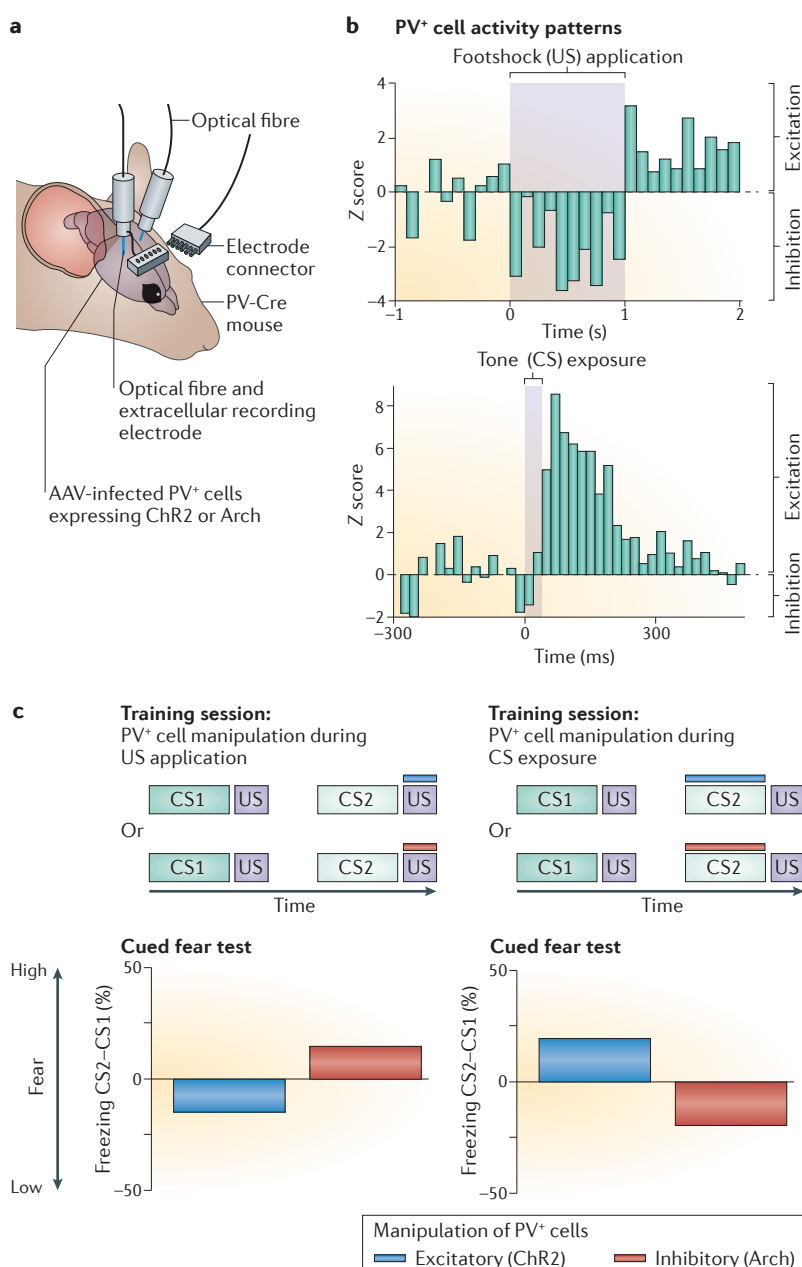 a
Optical fibre
Electrode
connector
PV-Cre
mouse
Optical fibre and
extracellular recording
electrode
AAV-infected PV⁺ cells
expressing ChR2 or Arch
b PV⁺ cell activity patterns
Footshock (US) application
4
2
0
−2
−4
Z score
Excitation
Inhibition
−1 0 1 2
Time (s)
Tone (CS) exposure
8
6
4
2
0
−2
Z score
Excitation
Inhibition
−300 0 300
Time (ms)
c
Training session:
PV⁺ cell manipulation during
US application
CS1 US CS2 US
Or
CS1 US CS2 US
Time
Training session:
PV⁺ cell manipulation during
CS exposure
CS1 US CS2 US
Or
CS1 US CS2 US
Time
High
Fear
Low
Cued fear test
50
0
−50
Freezing CS2–CS1 (%)
Cued fear test
50
0
−50
Freezing CS2–CS1 (%)
Manipulation of PV⁺ cells
Excitatory (ChR2) Inhibitory (Arch)